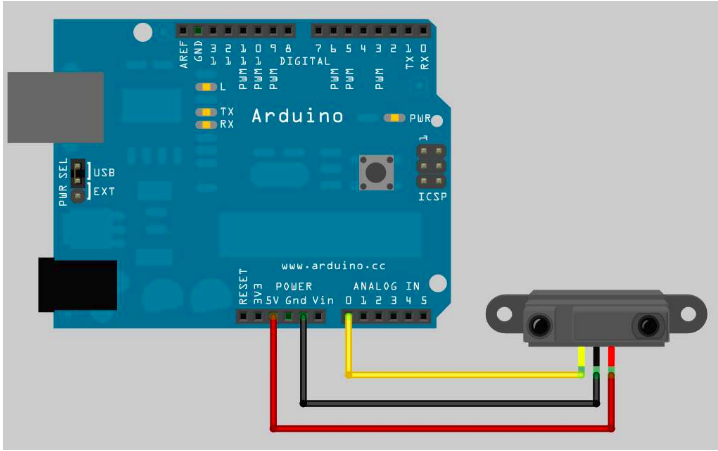 AREF
GND
13
12
11
10
9
8
7
6
5
4
3
2
1
0
PWM
PWM
PWM
PWM
PWM
PWM
TX
RX
DIGITAL
L
TX
RX
Arduino
PWR
1
ICSP
PWR SEL
USB
EXT
www.arduino.cc
POWER
ANALOG IN
RESET
3V3
5V Gnd Vin
0 1 2 3 4 5